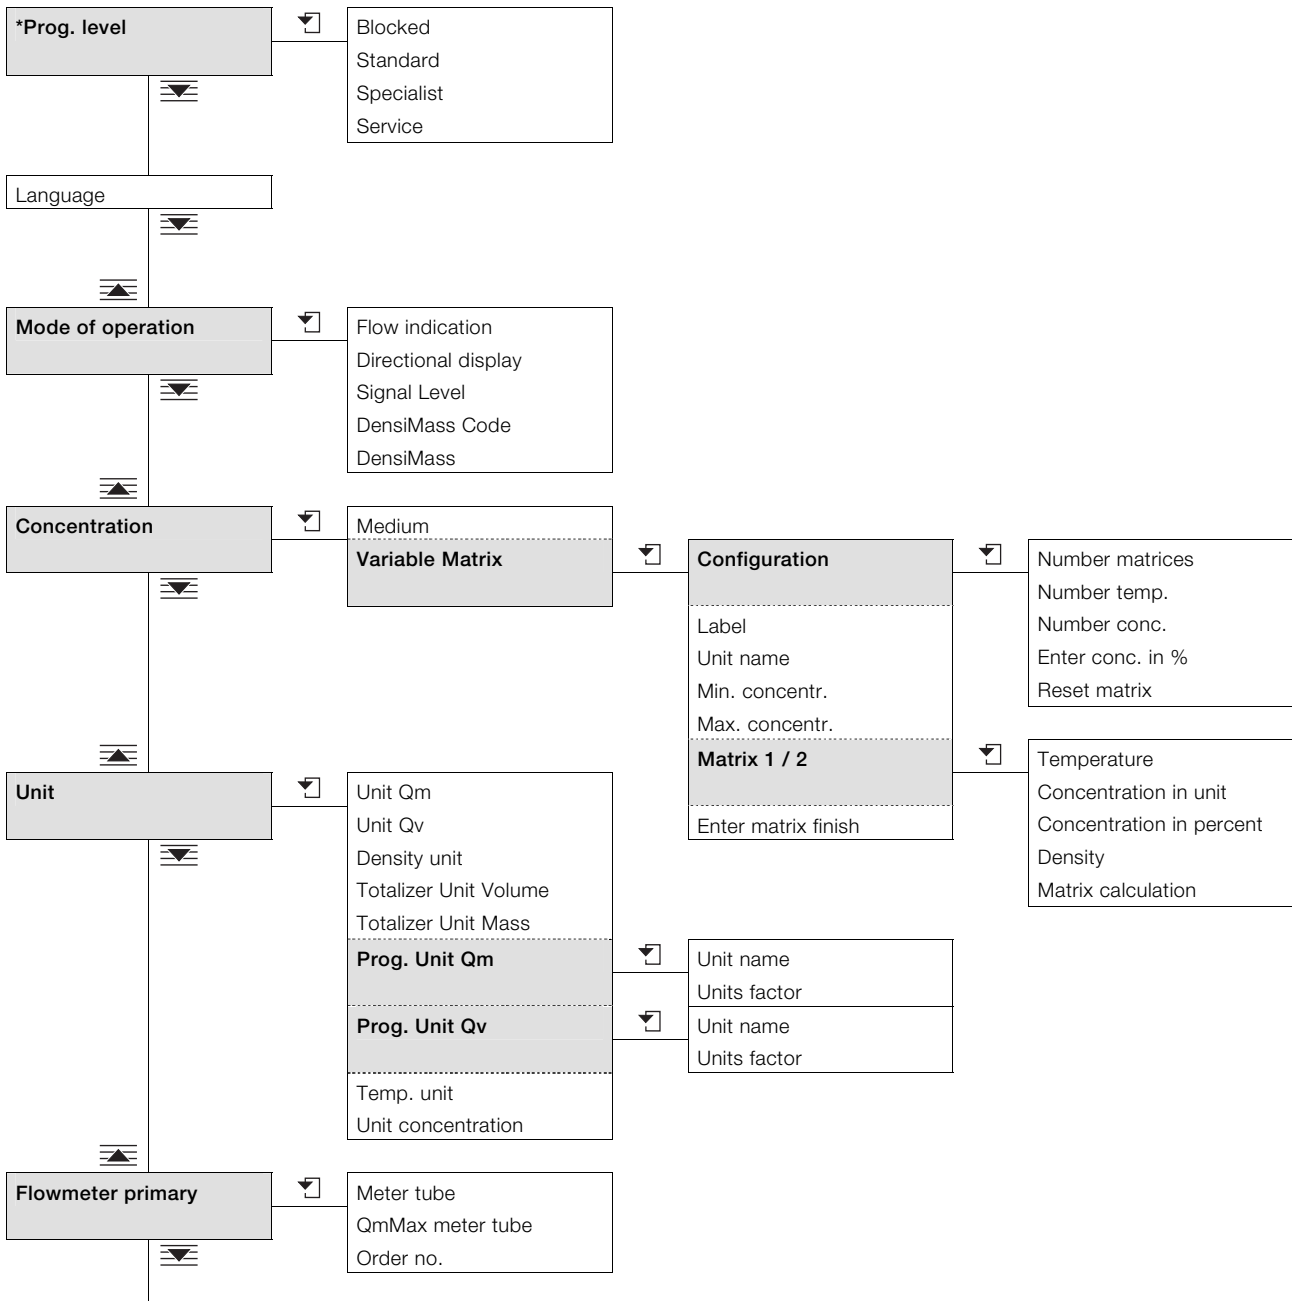 *Prog. level
Blocked
Standard
Specialist
Service
Language
Mode of operation
Flow indication
Directional display
Signal Level
DensiMass Code
DensiMass
Concentration
Medium
Variable Matrix
Configuration
Label
Unit name
Min. concentr.
Max. concentr.
Matrix 1 / 2
Enter matrix finish
Number matrices
Number temp.
Number conc.
Enter conc. in %
Reset matrix
Temperature
Concentration in unit
Concentration in percent
Density
Matrix calculation
Unit
Unit Qm
Unit Qv
Density unit
Totalizer Unit Volume
Totalizer Unit Mass
Prog. Unit Qm
Unit name
Units factor
Prog. Unit Qv
Unit name
Units factor
Temp. unit
Unit concentration
Flowmeter primary
Meter tube
QmMax meter tube
Order no.